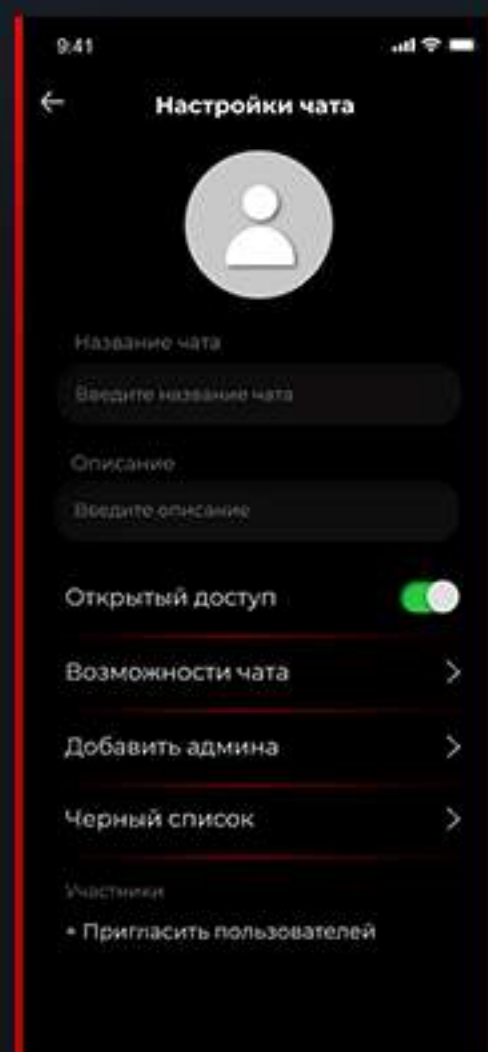 9:41
Настройки чата
Название чата
Введите название чата
Описание
Введите описание
Открытый доступ
Возможности чата
Добавить админа
Черный список
Участники
+ Пригласить пользователей